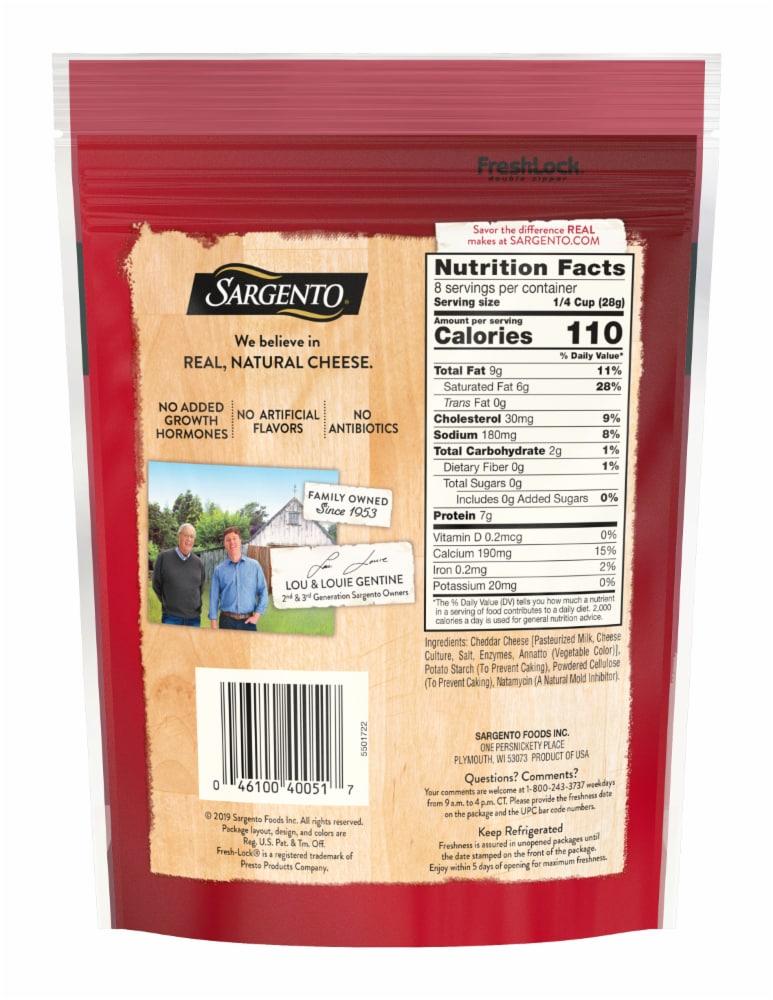 FreshLock®
double zipper
Savor the difference REAL
makes at SARGENTO.COM
SARGENTO®
We believe in
REAL, NATURAL CHEESE.
NO ADDED
GROWTH
HORMONES
NO ARTIFICIAL
FLAVORS
NO
ANTIBIOTICS
FAMILY OWNED
Since 1953
Lou Louie
LOU & LOUIE GENTINE
2nd & 3rd Generation Sargento Owners
0 46100 40051 7
5501722
© 2019 Sargento Foods Inc. All rights reserved.
Package layout, design, and colors are
Reg. U.S. Pat. & Tm. Off.
Fresh-Lock® is a registered trademark of
Presto Products Company.
Nutrition Facts
8 servings per container
Serving size 1/4 Cup (28g)
Amount per serving
Calories 110
% Daily Value*
Total Fat 9g 11%
Saturated Fat 6g 28%
Trans Fat 0g
Cholesterol 30mg 9%
Sodium 180mg 8%
Total Carbohydrate 2g 1%
Dietary Fiber 0g 1%
Total Sugars 0g
Includes 0g Added Sugars 0%
Protein 7g
Vitamin D 0.2mcg 0%
Calcium 190mg 15%
Iron 0.2mg 2%
Potassium 20mg 0%
*The % Daily Value (DV) tells you how much a nutrient
in a serving of food contributes to a daily diet. 2,000
calories a day is used for general nutrition advice.
Ingredients: Cheddar Cheese [Pasteurized Milk, Cheese
Culture, Salt, Enzymes, Annatto (Vegetable Color)],
Potato Starch (To Prevent Caking), Powdered Cellulose
(To Prevent Caking), Natamycin (A Natural Mold Inhibitor).
SARGENTO FOODS INC.
ONE PERSNICKETY PLACE
PLYMOUTH, WI 53073 PRODUCT OF USA
Questions? Comments?
Your comments are welcome at 1-800-243-3737 weekdays
from 9 a.m. to 4 p.m. CT. Please provide the freshness date
on the package and the UPC bar code numbers.
Keep Refrigerated
Freshness is assured in unopened packages until
the date stamped on the front of the package.
Enjoy within 5 days of opening for maximum freshness.